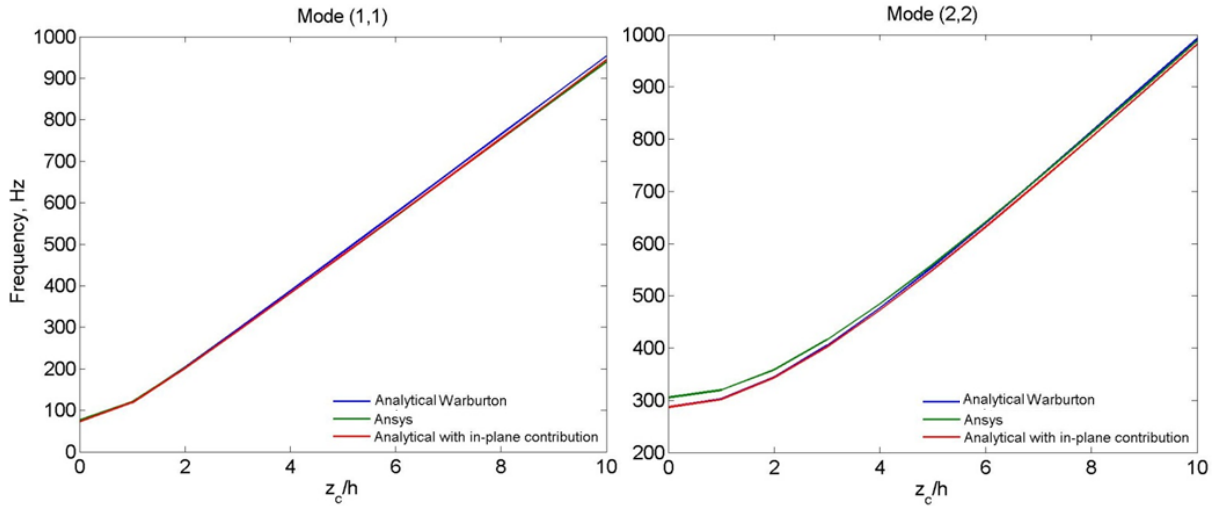 Mode (1,1)
1000
900
800
700
600
500
400
300
200
100
0
Frequency, Hz
0 2 4 6 8 10
z_c/h
Analytical Warburton
Ansys
Analytical with in-plane contribution
Mode (2,2)
1000
900
800
700
600
500
400
300
200
0 2 4 6 8 10
z_c/h
Analytical Warburton
Ansys
Analytical with in-plane contribution